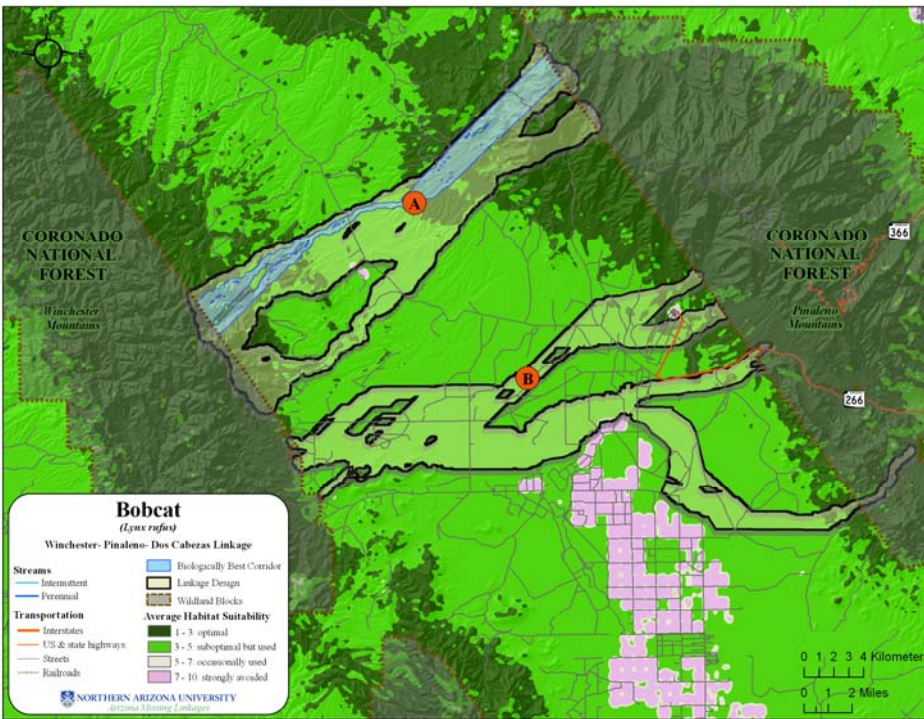 N
E
CORONADO
NATIONAL
FOREST
Winchester
Mountains
A
B
CORONADO
NATIONAL
FOREST
Pinaleno
Mountains
366
266
Bobcat
(Lynx rufus)
Winchester- Pinaleno- Dos Cabezas Linkage
Streams
Intermittent
Perennial
Transportation
Interstates
US & state highways
Streets
Railroads
Biologically Best Corridor
Linkage Design
Wildland Blocks
Average Habitat Suitability
1 - 3: optimal
3 - 5: suboptimal but used
5 - 7: occasionally used
7 - 10: strongly avoided
NORTHERN ARIZONA UNIVERSITY
Arizona Missing Linkages
0 1 2 3 4 Kilometer
0 1 2 Miles